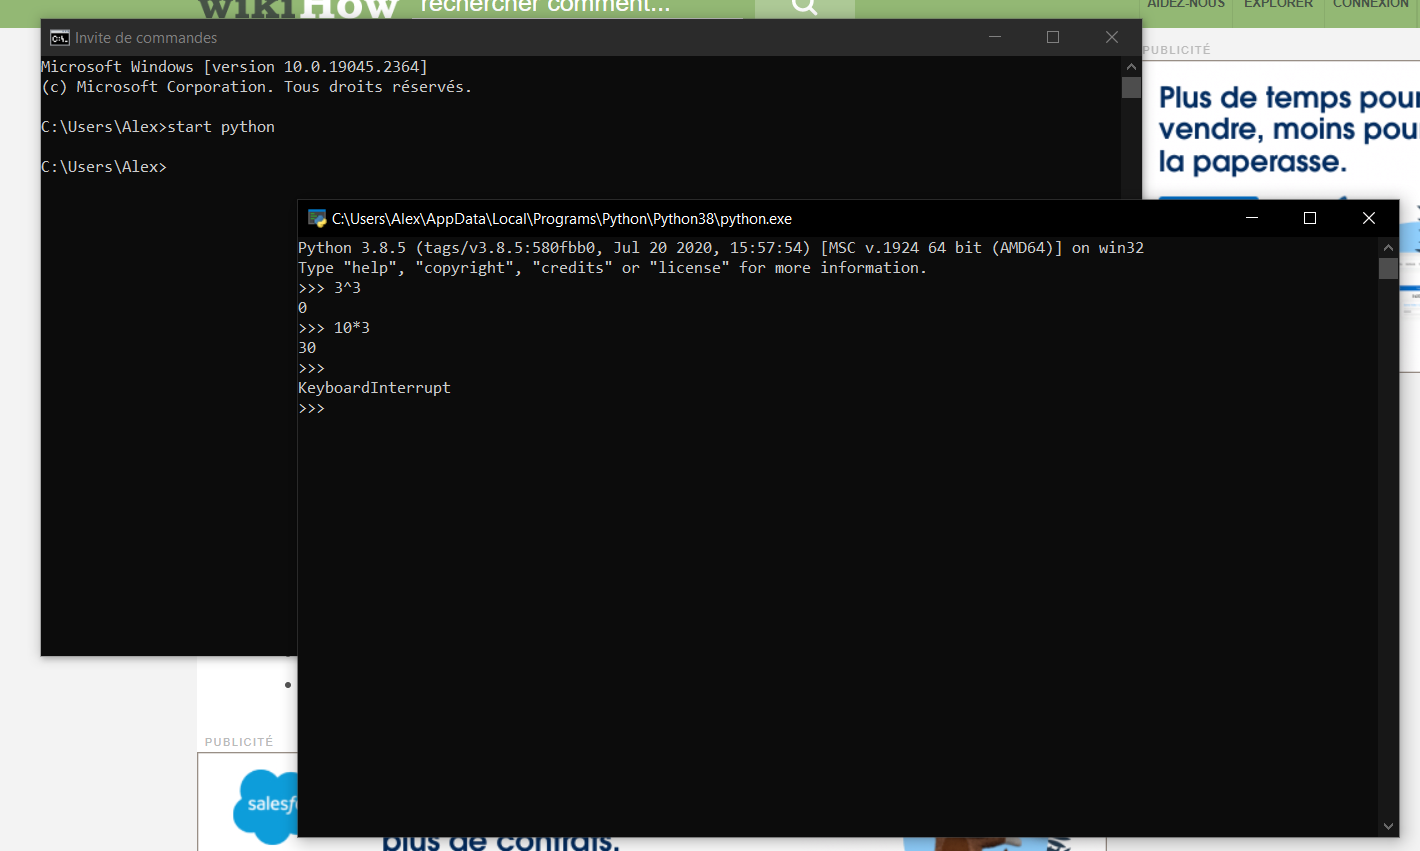 wikiHow
rechercher comment...
AIDEZ-NOUS
EXPLORER
CONNEXION
Invite de commandes
Microsoft Windows [version 10.0.19045.2364]
(c) Microsoft Corporation. Tous droits réservés.
C:\Users\Alex>start python
C:\Users\Alex>
PUBLICITÉ
Plus de temps pour
vendre, moins pou
la paperasse.
C:\Users\Alex\AppData\Local\Programs\Python\Python38\python.exe
Python 3.8.5 (tags/v3.8.5:580fbb0, Jul 20 2020, 15:57:54) [MSC v.1924 64 bit (AMD64)] on win32
Type "help", "copyright", "credits" or "license" for more information.
>>> 3^3
0
>>> 10*3
30
>>>
KeyboardInterrupt
>>>
PUBLICITÉ
salesf
plus de contrats.